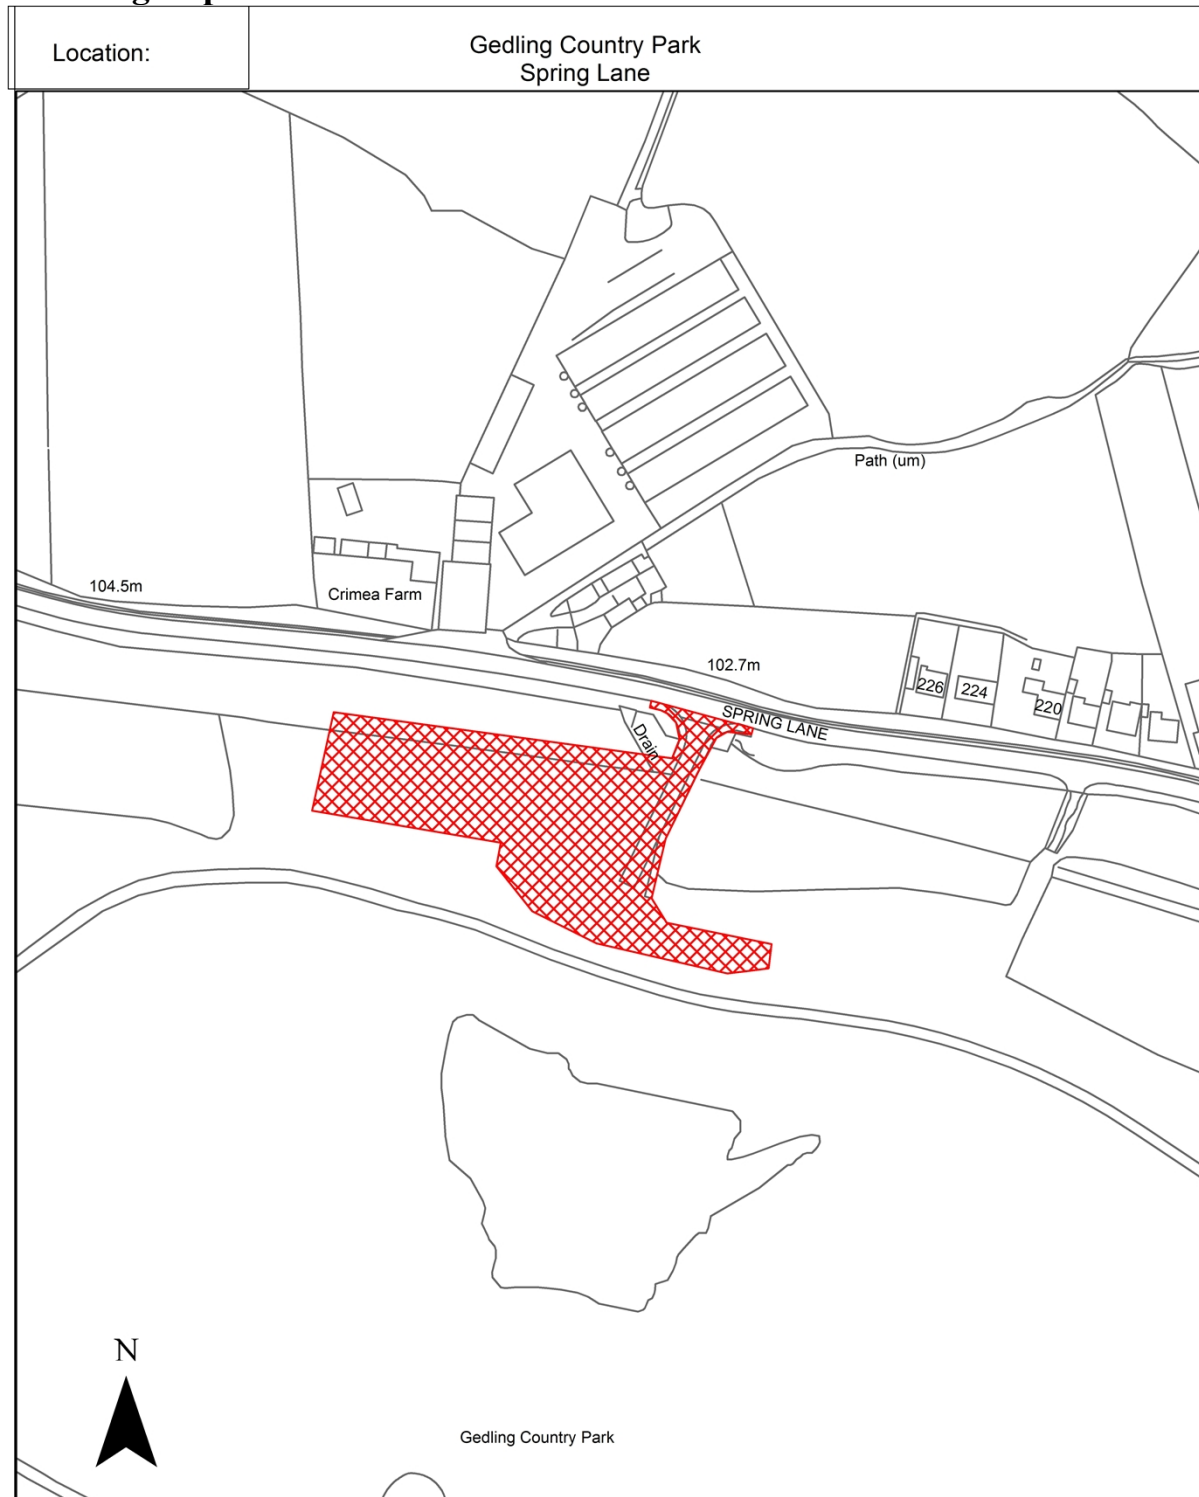 Location:
Gedling Country Park
Spring Lane
Path (um)
104.5m
Crimea Farm
102.7m
226
224
220
SPRING LANE
Drain
N
Gedling Country Park